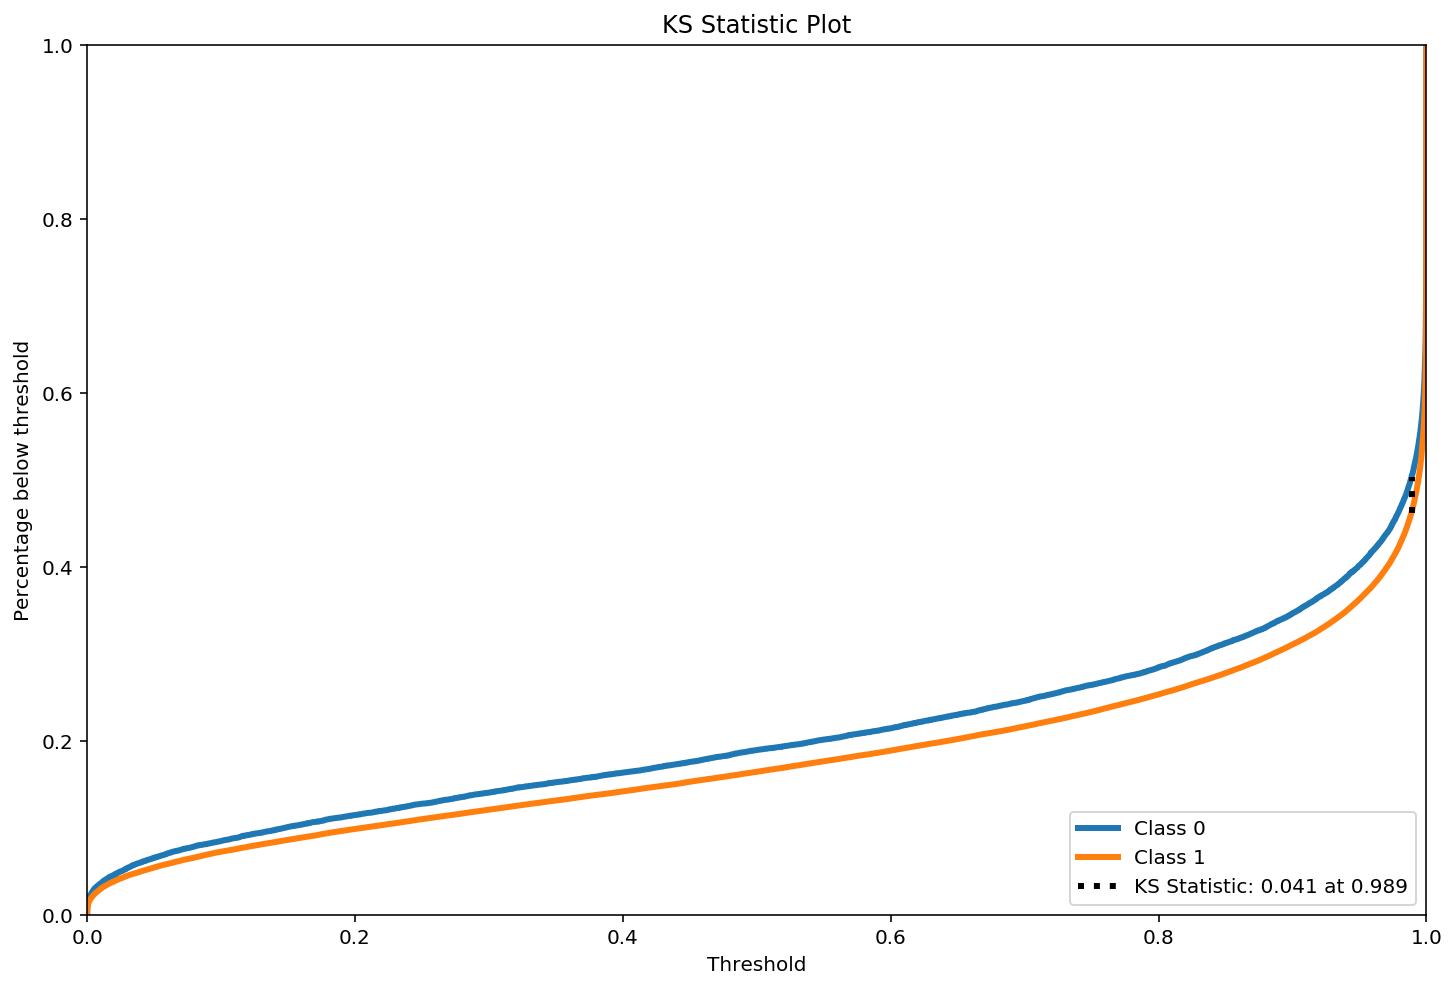 KS Statistic Plot
Percentage below threshold
1.0
0.8
0.6
0.4
0.2
0.0
0.0 0.2 0.4 0.6 0.8 1.0
Threshold
Class 0
Class 1
KS Statistic: 0.041 at 0.989